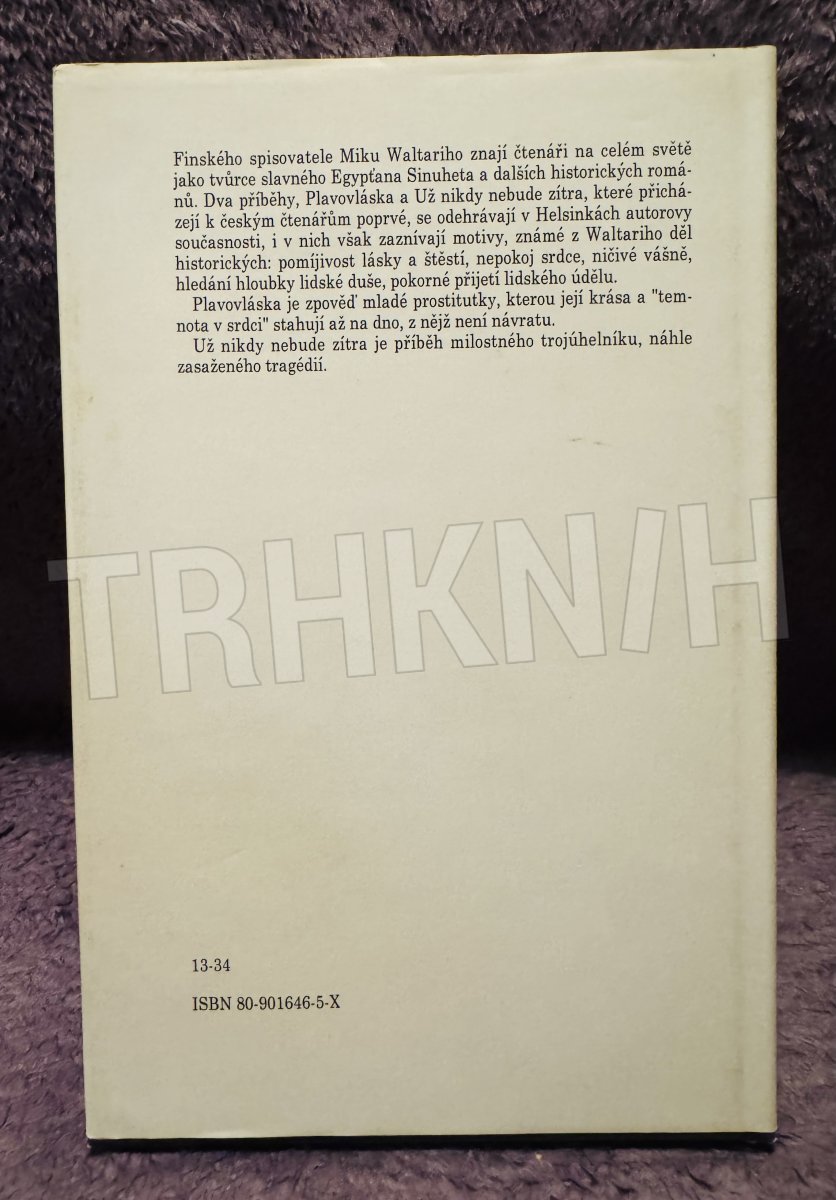 Finského spisovatele Miku Waltariho znají čtenáři na celém světě
jako tvůrce slavného Egypťana Sinuheta a dalších historických romá-
nů. Dva příběhy, Plavovláska a Už nikdy nebude zítra, které přichá-
zejí k českým čtenářům poprvé, se odehrávají v Helsinkách autorovy
současnosti, i v nich však zaznívají motivy, známé z Waltariho děl
historických: pomíjivost lásky a štěstí, nepokoj srdce, ničivé vášně,
hledání hloubky lidské duše, pokorné přijetí lidského údělu.
Plavovláska je zpověď mladé prostitutky, kterou její krása a "tem-
nota v srdci" stahují až na dno, z nějž není návratu.
Už nikdy nebude zítra je příběh milostného trojúhelníku, náhle
zasaženého tragédií.
TRHKNIH
13-34
ISBN 80-901646-5-X